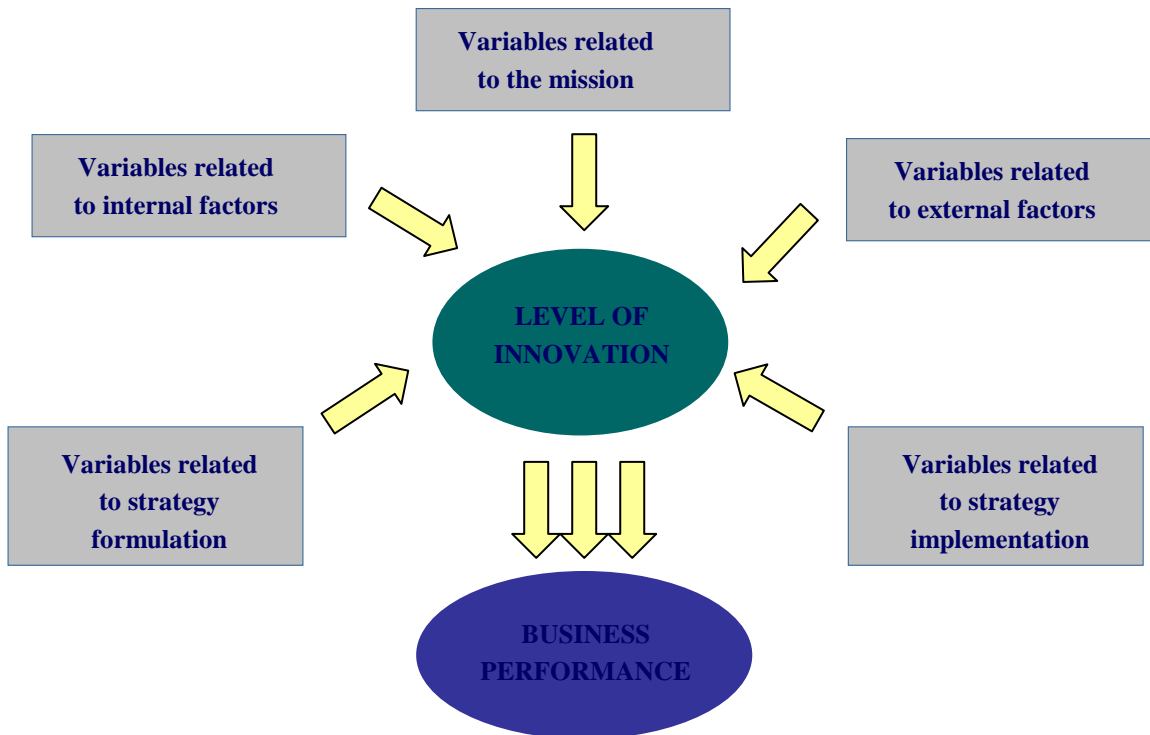 Variables related
to the mission
Variables related
to internal factors
Variables related
to external factors
LEVEL OF
INNOVATION
Variables related
to strategy
formulation
Variables related
to strategy
implementation
BUSINESS
PERFORMANCE